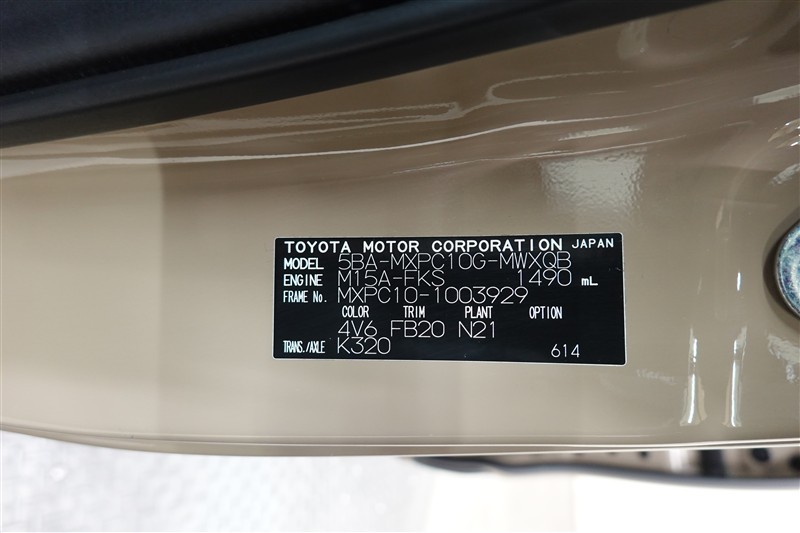 TOYOTA MOTOR CORPORATION JAPAN
MODEL 5BA-MXPC10G-MWXQB
ENGINE M15A-FKS 1490 mL
FRAME No. MXPC10-1003929
COLOR TRIM PLANT OPTION
4V6 FB20 N21
TRANS./AXLE K320 614